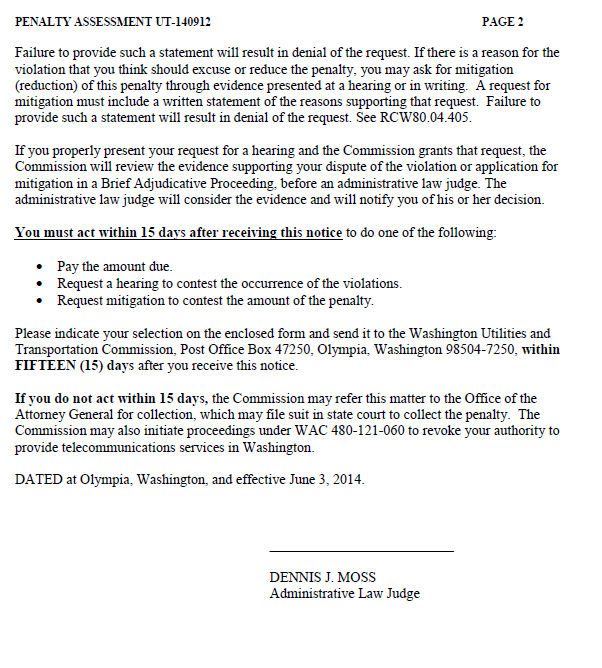 PENALTY ASSESSMENT UT-140912 PAGE 2
Failure to provide such a statement will result in denial of the request. If there is a reason for the
violation that you think should excuse or reduce the penalty, you may ask for mitigation
(reduction) of this penalty through evidence presented at a hearing or in writing. A request for
mitigation must include a written statement of the reasons supporting that request. Failure to
provide such a statement will result in denial of the request. See RCW80.04.405.
If you properly present your request for a hearing and the Commission grants that request, the
Commission will review the evidence supporting your dispute of the violation or application for
mitigation in a Brief Adjudicative Proceeding, before an administrative law judge. The
administrative law judge will consider the evidence and will notify you of his or her decision.
You must act within 15 days after receiving this notice to do one of the following:
• Pay the amount due.
• Request a hearing to contest the occurrence of the violations.
• Request mitigation to contest the amount of the penalty.
Please indicate your selection on the enclosed form and send it to the Washington Utilities and
Transportation Commission, Post Office Box 47250, Olympia, Washington 98504-7250, within
FIFTEEN (15) days after you receive this notice.
If you do not act within 15 days, the Commission may refer this matter to the Office of the
Attorney General for collection, which may file suit in state court to collect the penalty. The
Commission may also initiate proceedings under WAC 480-121-060 to revoke your authority to
provide telecommunications services in Washington.
DATED at Olympia, Washington, and effective June 3, 2014.
DENNIS J. MOSS
Administrative Law Judge